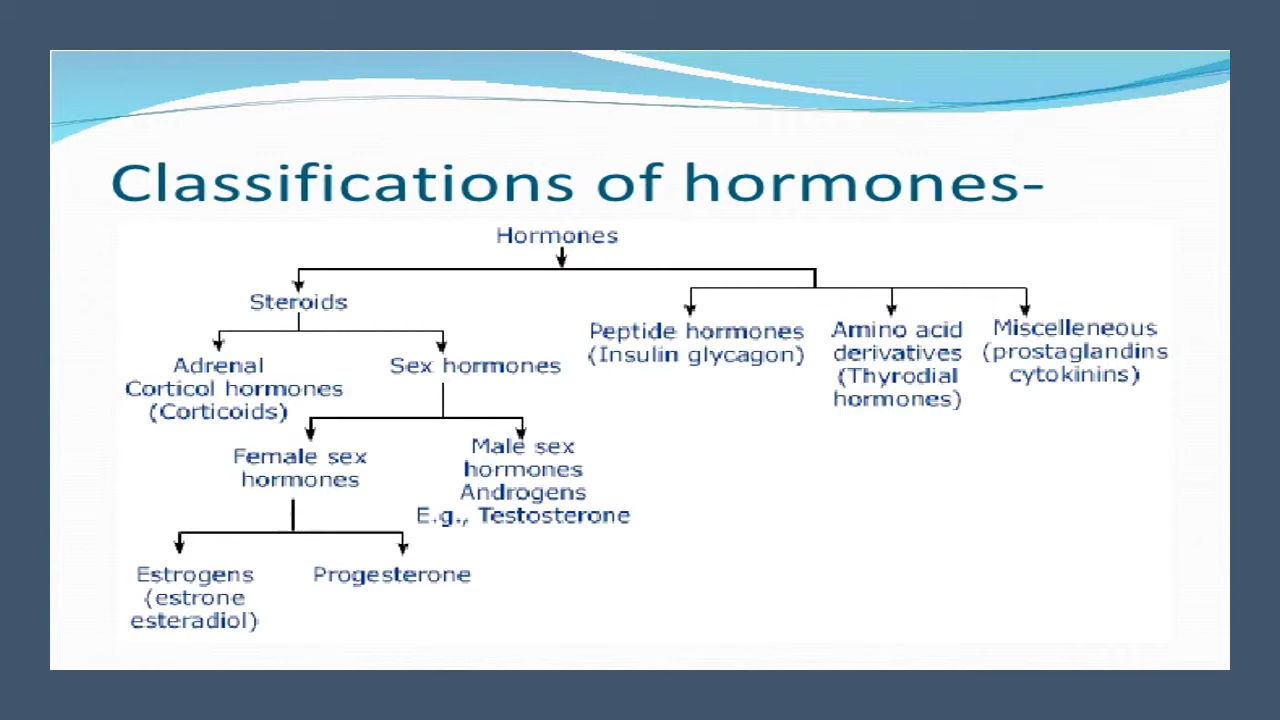 Classifications of hormones-
Hormones
Steroids
Peptide hormones
(Insulin glycagon)
Amino acid
derivatives
(Thyrodial
hormones)
Miscelleneous
(prostaglandins
cytokinins)
Adrenal
Corticol hormones
(Corticoids)
Sex hormones
Female sex
hormones
Male sex
hormones
Androgens
E.g., Testosterone
Estrogens
(estrone
esteradiol)
Progesterone